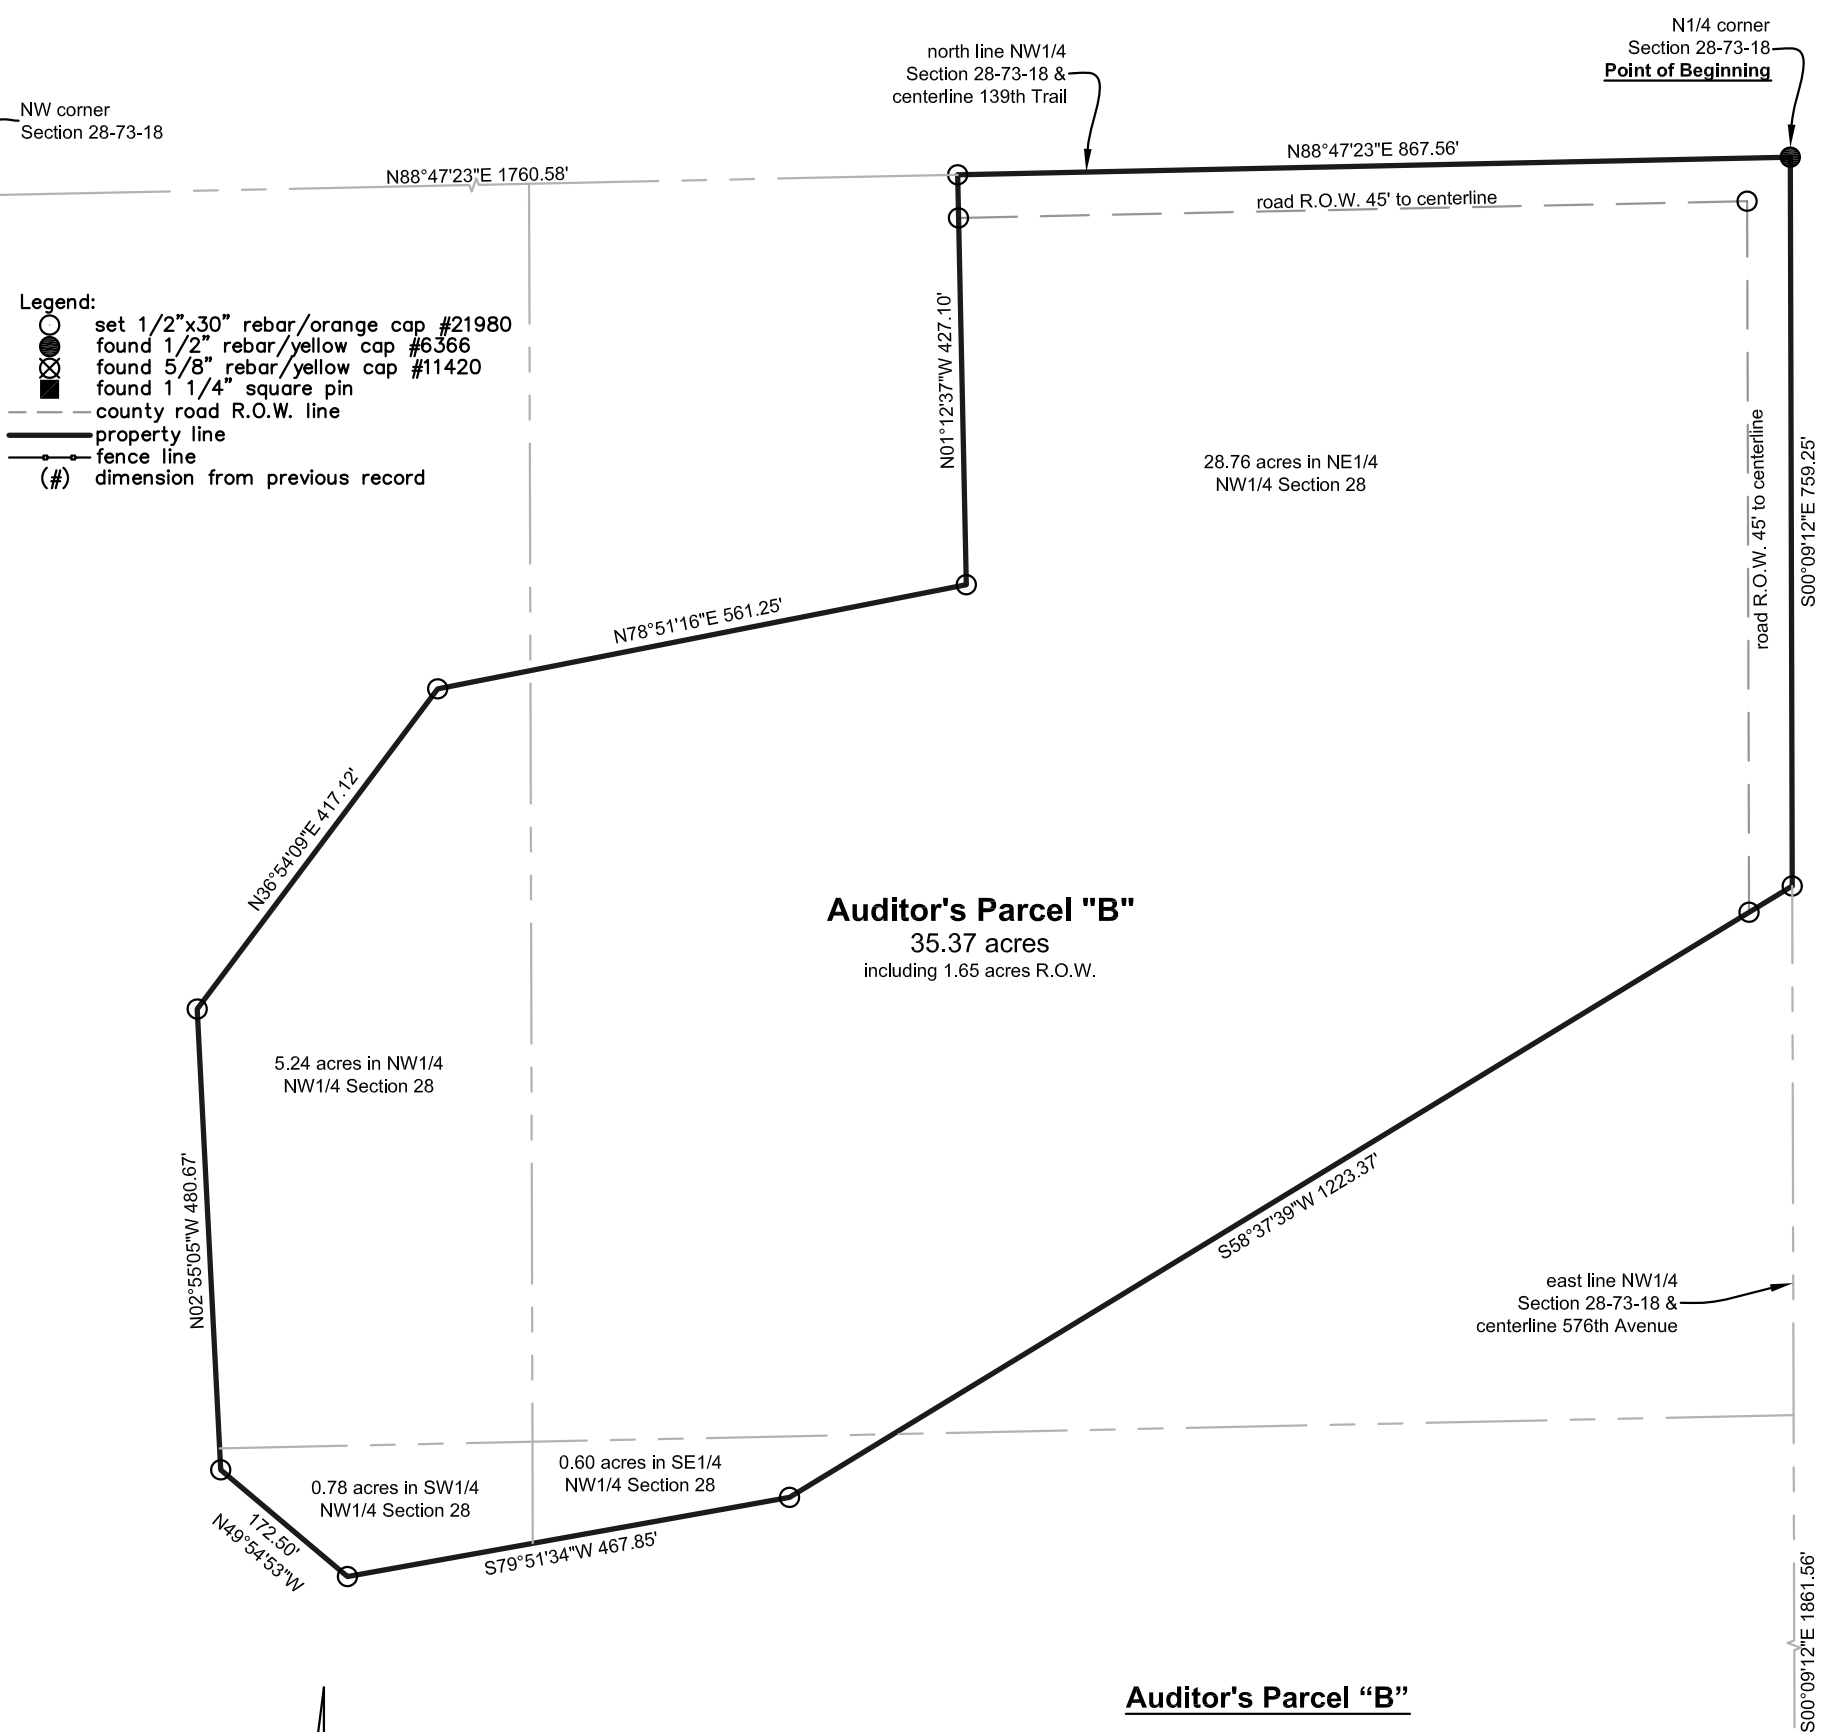 N1/4 corner
Section 28-73-18
Point of Beginning
north line NW1/4
Section 28-73-18 &
centerline 139th Trail
NW corner
Section 28-73-18
N88°47'23"E 1760.58'
N88°47'23"E 867.56'
road R.O.W. 45' to centerline
Legend:
set 1/2”x30” rebar/orange cap #21980
found 1/2” rebar/yellow cap #6366
found 5/8” rebar/yellow cap #11420
found 1 1/4” square pin
county road R.O.W. line
property line
fence line
(#) dimension from previous record
N01°12'37"W 427.10'
28.76 acres in NE1/4
NW1/4 Section 28
road R.O.W. 45' to centerline
S00°09'12"E 759.25'
N78°51'16"E 561.25'
N36°54'09"E 417.12'
Auditor's Parcel "B"
35.37 acres
including 1.65 acres R.O.W.
5.24 acres in NW1/4
NW1/4 Section 28
N02°55'05"W 480.67'
S58°37'39"W 1223.37'
east line NW1/4
Section 28-73-18 &
centerline 576th Avenue
0.60 acres in SE1/4
NW1/4 Section 28
0.78 acres in SW1/4
NW1/4 Section 28
172.50'
N49°54'53"W
S79°51'34"W 467.85'
S00°09'12"E 1861.56'
Auditor's Parcel “B”